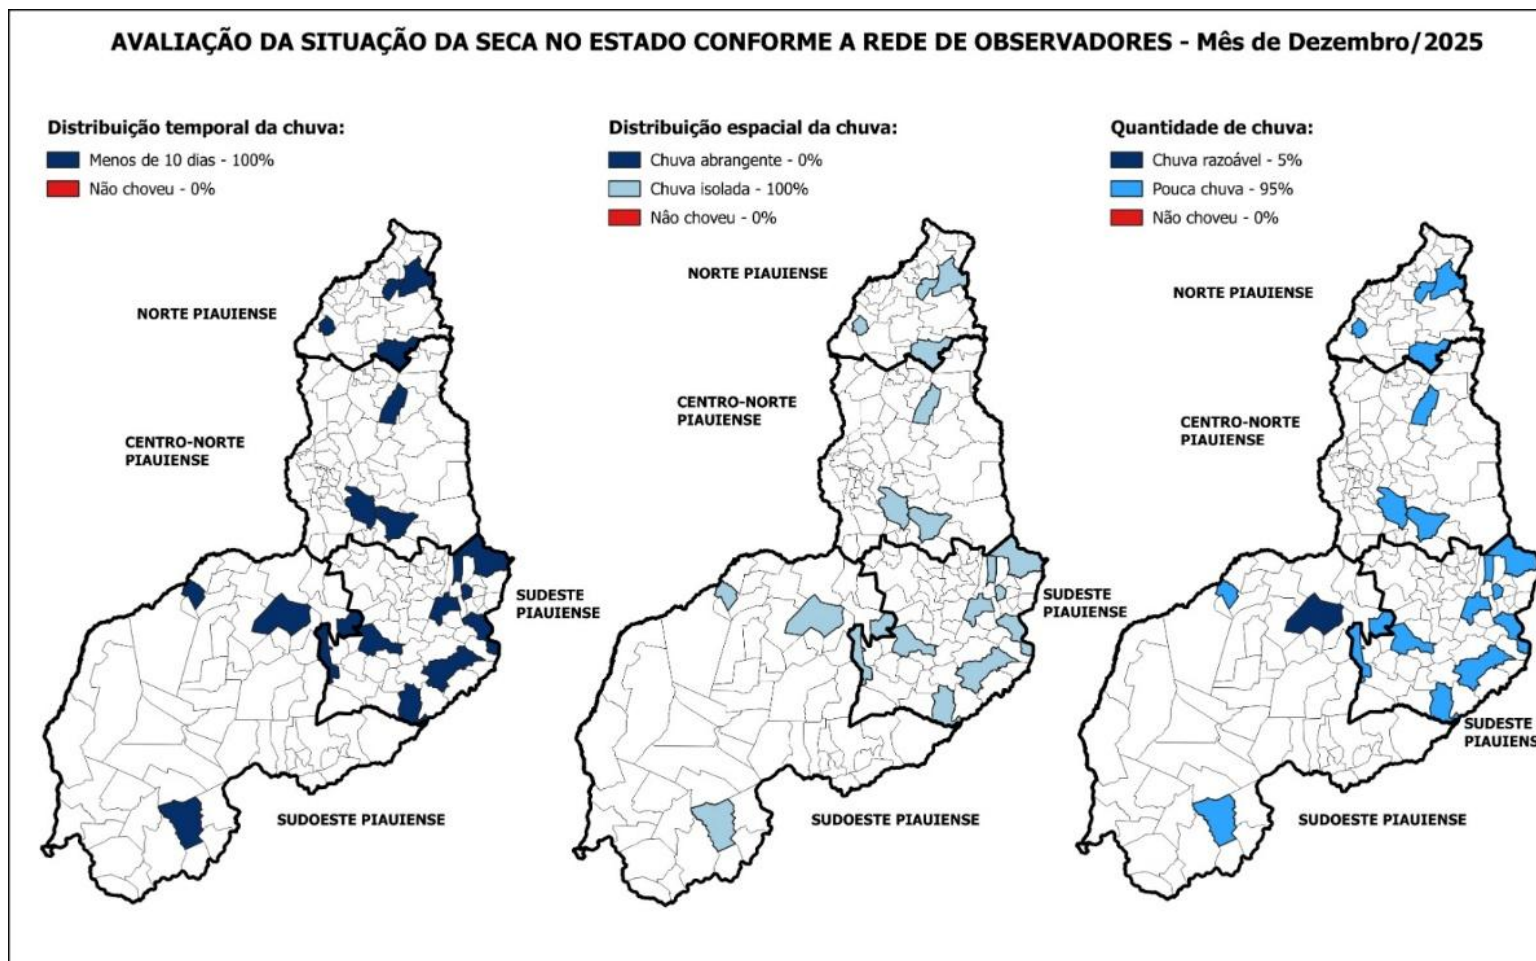 AVALIAÇÃO DA SITUAÇÃO DA SECA NO ESTADO CONFORME A REDE DE OBSERVADORES - Mês de Dezembro/2025
Distribuição temporal da chuva:
Menos de 10 dias - 100%
Não choveu - 0%
NORTE PIAUIENSE
CENTRO-NORTE
PIAUIENSE
SUDESTE
PIAUIENSE
SUDOESTE PIAUIENSE
Distribuição espacial da chuva:
Chuva abrangente - 0%
Chuva isolada - 100%
Nâo choveu - 0%
NORTE PIAUIENSE
CENTRO-NORTE
PIAUIENSE
SUDESTE
PIAUIENSE
SUDOESTE PIAUIENSE
Quantidade de chuva:
Chuva razoável - 5%
Pouca chuva - 95%
Não choveu - 0%
NORTE PIAUIENSE
CENTRO-NORTE
PIAUIENSE
SUDESTE
PIAUIENS
SUDOESTE PIAUIENSE